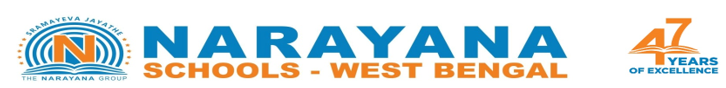 SRAMAYEVA JAYATHE
N
THE NARAYANA GROUP
NARAYANA
SCHOOLS - WEST BENGAL
47
YEARS
OF EXCELLENCE